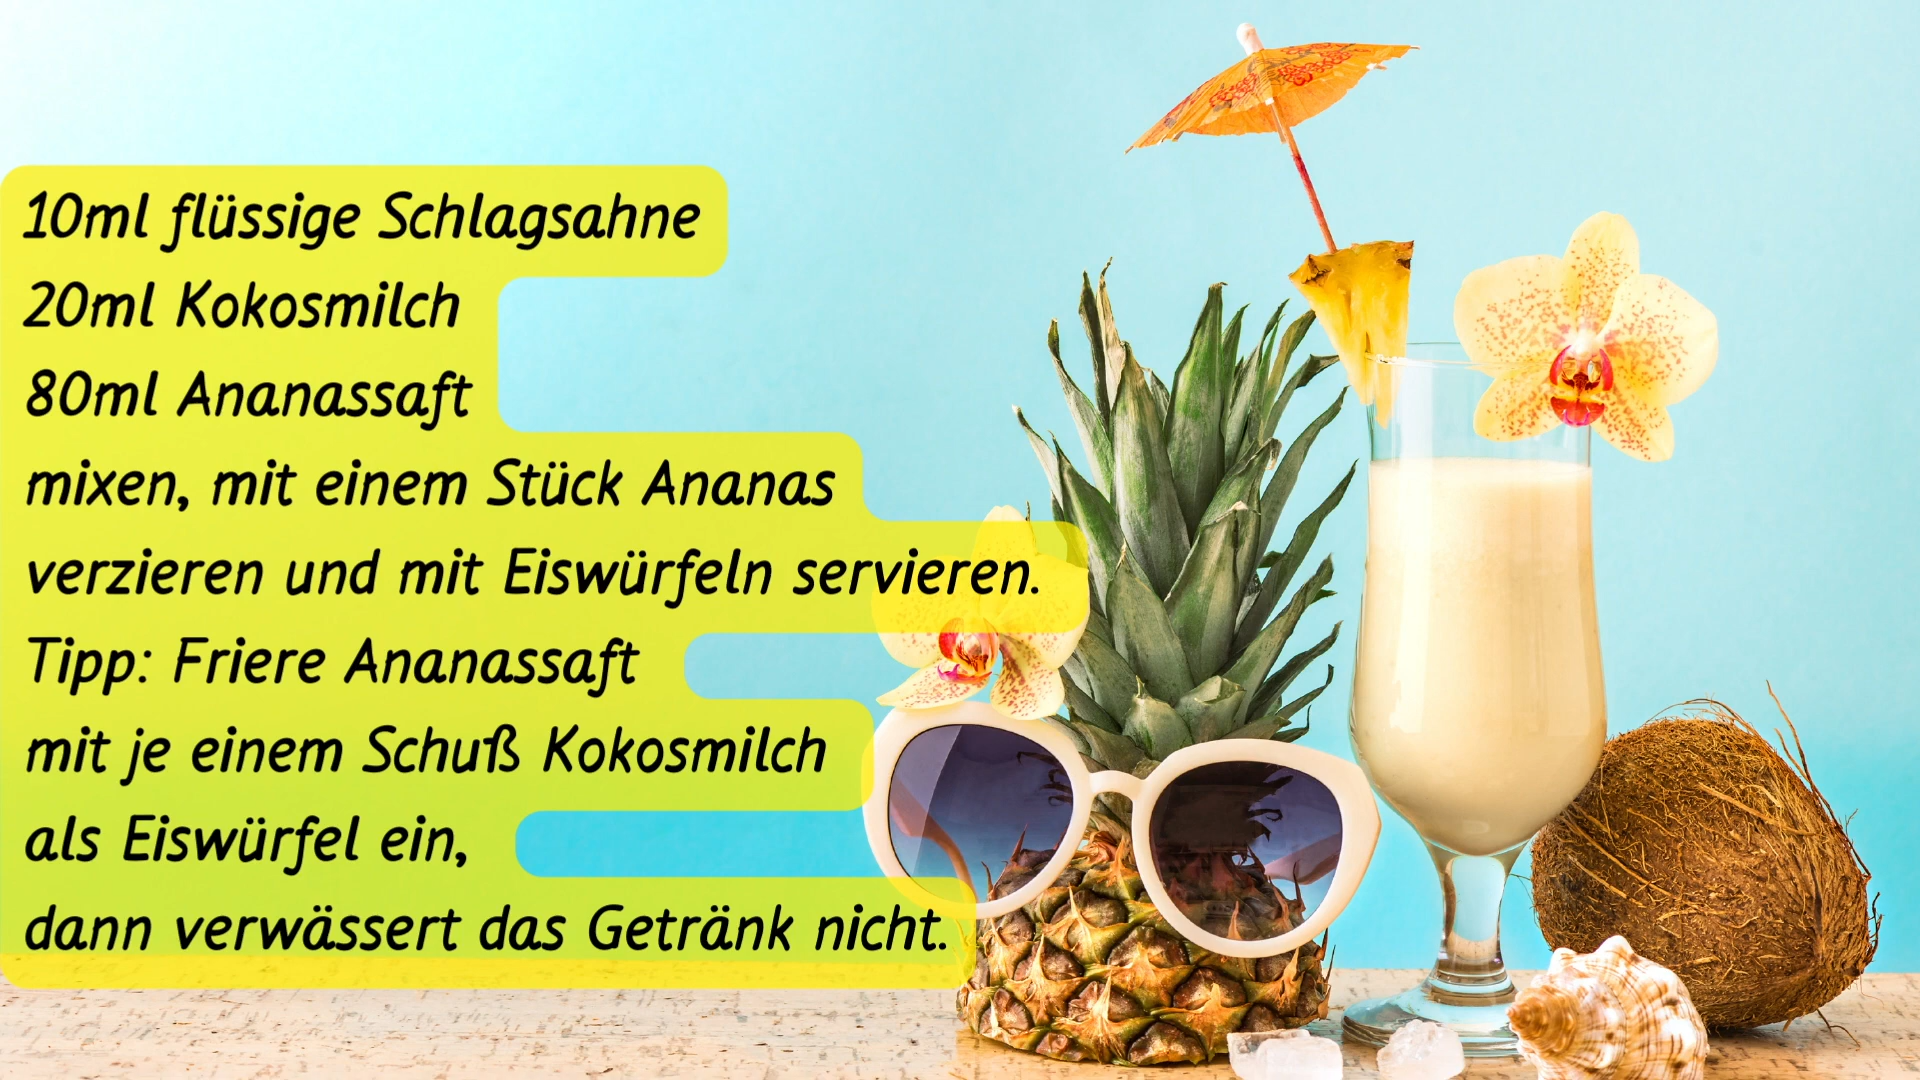 10ml flüssige Schlagsahne
20ml Kokosmilch
80ml Ananassaft
mixen, mit einem Stück Ananas
verzieren und mit Eiswürfeln servieren.
Tipp: Friere Ananassaft
mit je einem Schuß Kokosmilch
als Eiswürfel ein,
dann verwässert das Getränk nicht.